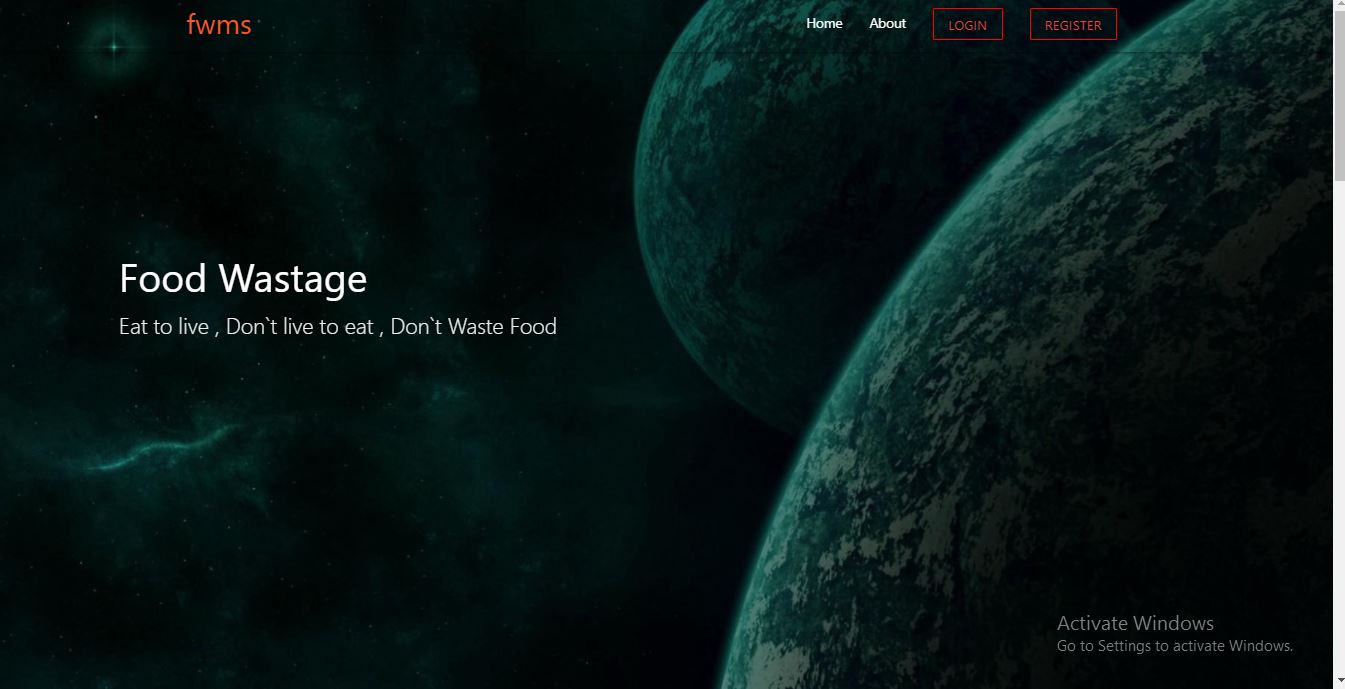 fwms
Home About LOGIN REGISTER
Food Wastage
Eat to live , Don`t live to eat , Don`t Waste Food
Activate Windows
Go to Settings to activate Windows.